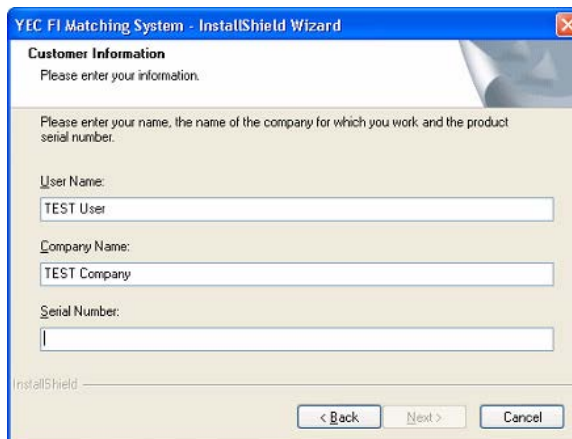 YEC FI Matching System - InstallShield Wizard
Customer Information
Please enter your information.
Please enter your name, the name of the company for which you work and the product
serial number.
User Name:
TEST User
Company Name:
TEST Company
Serial Number:
InstallShield
< Back Next > Cancel